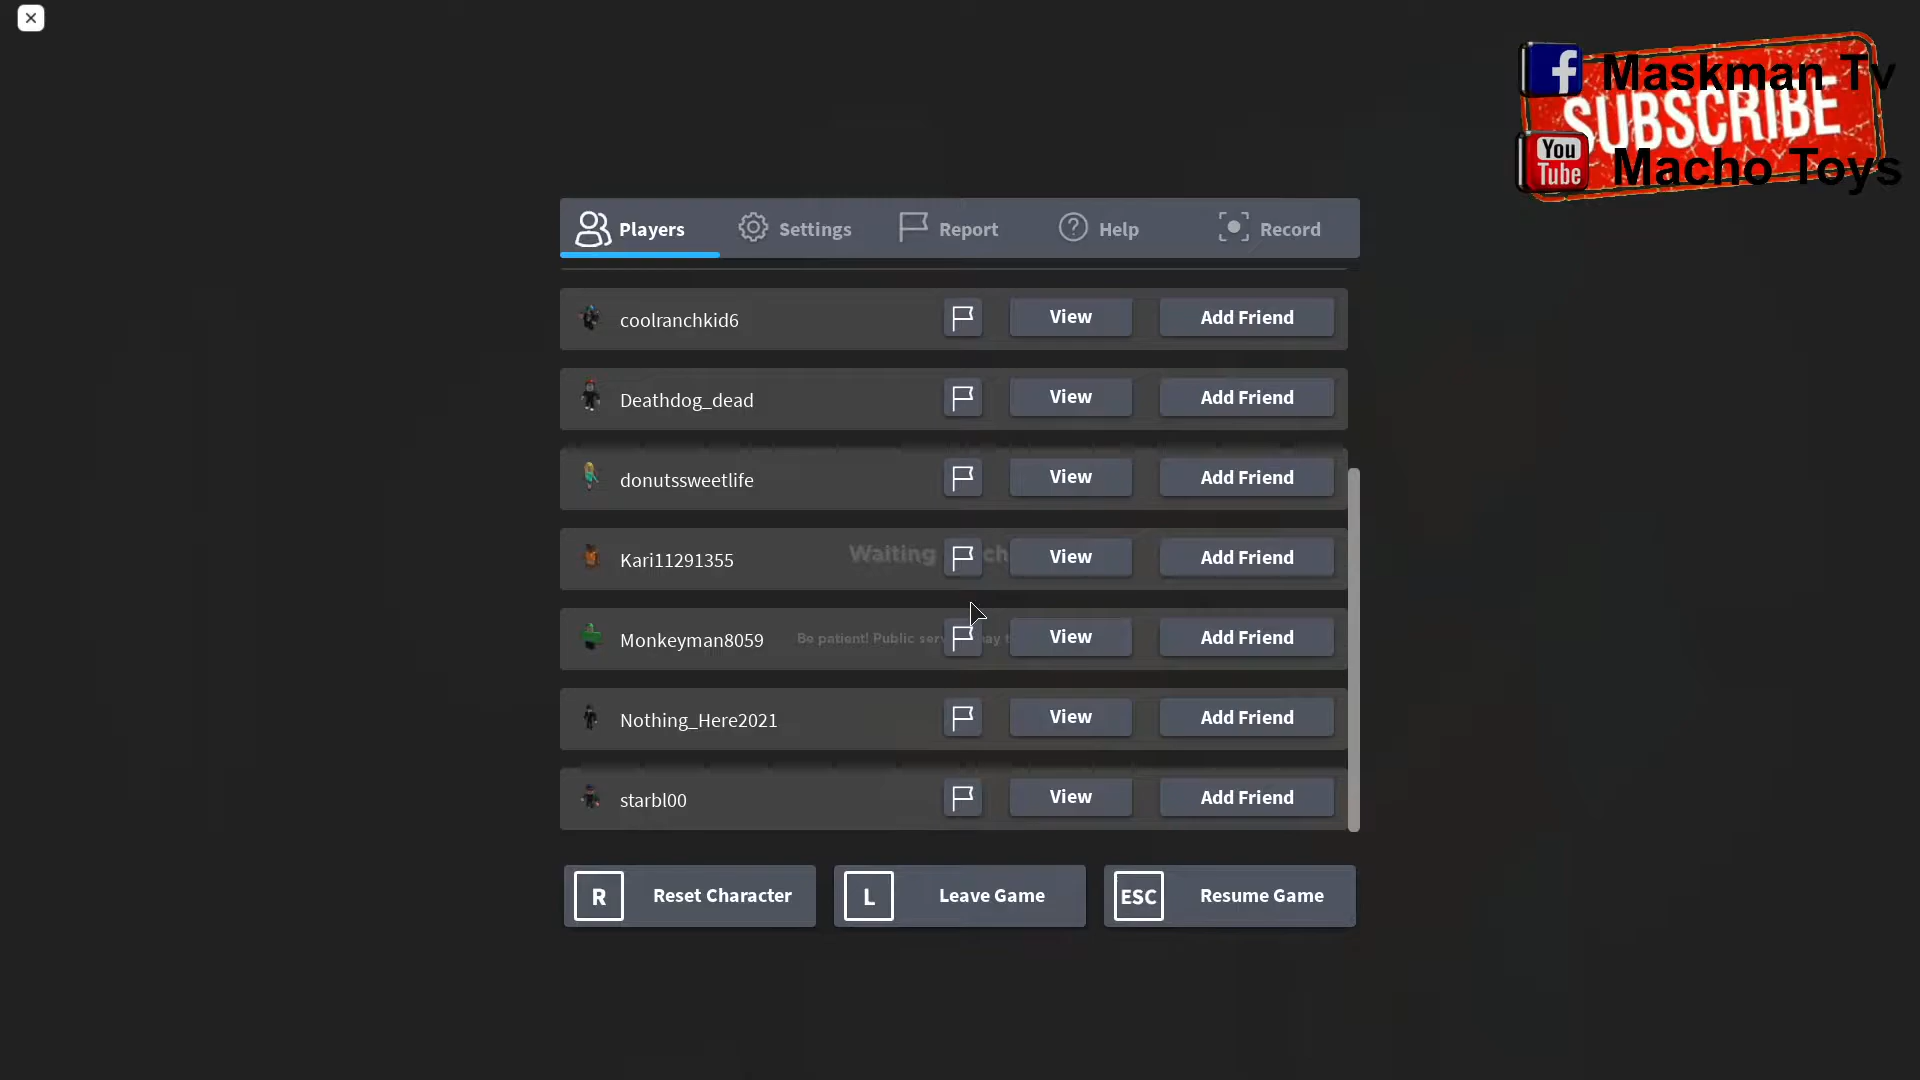 Maskman Tv
SUBSCRIBE
You
Tube
Macho Toys
Players
Settings
Report
Help
Record
coolranchkid6
View
Add Friend
Deathdog_dead
View
Add Friend
donutssweetlife
View
Add Friend
Kari11291355
Waiting
View
Add Friend
Monkeyman8059
Be patient! Public
View
Add Friend
Nothing_Here2021
View
Add Friend
starbl00
View
Add Friend
R
Reset Character
L
Leave Game
ESC
Resume Game